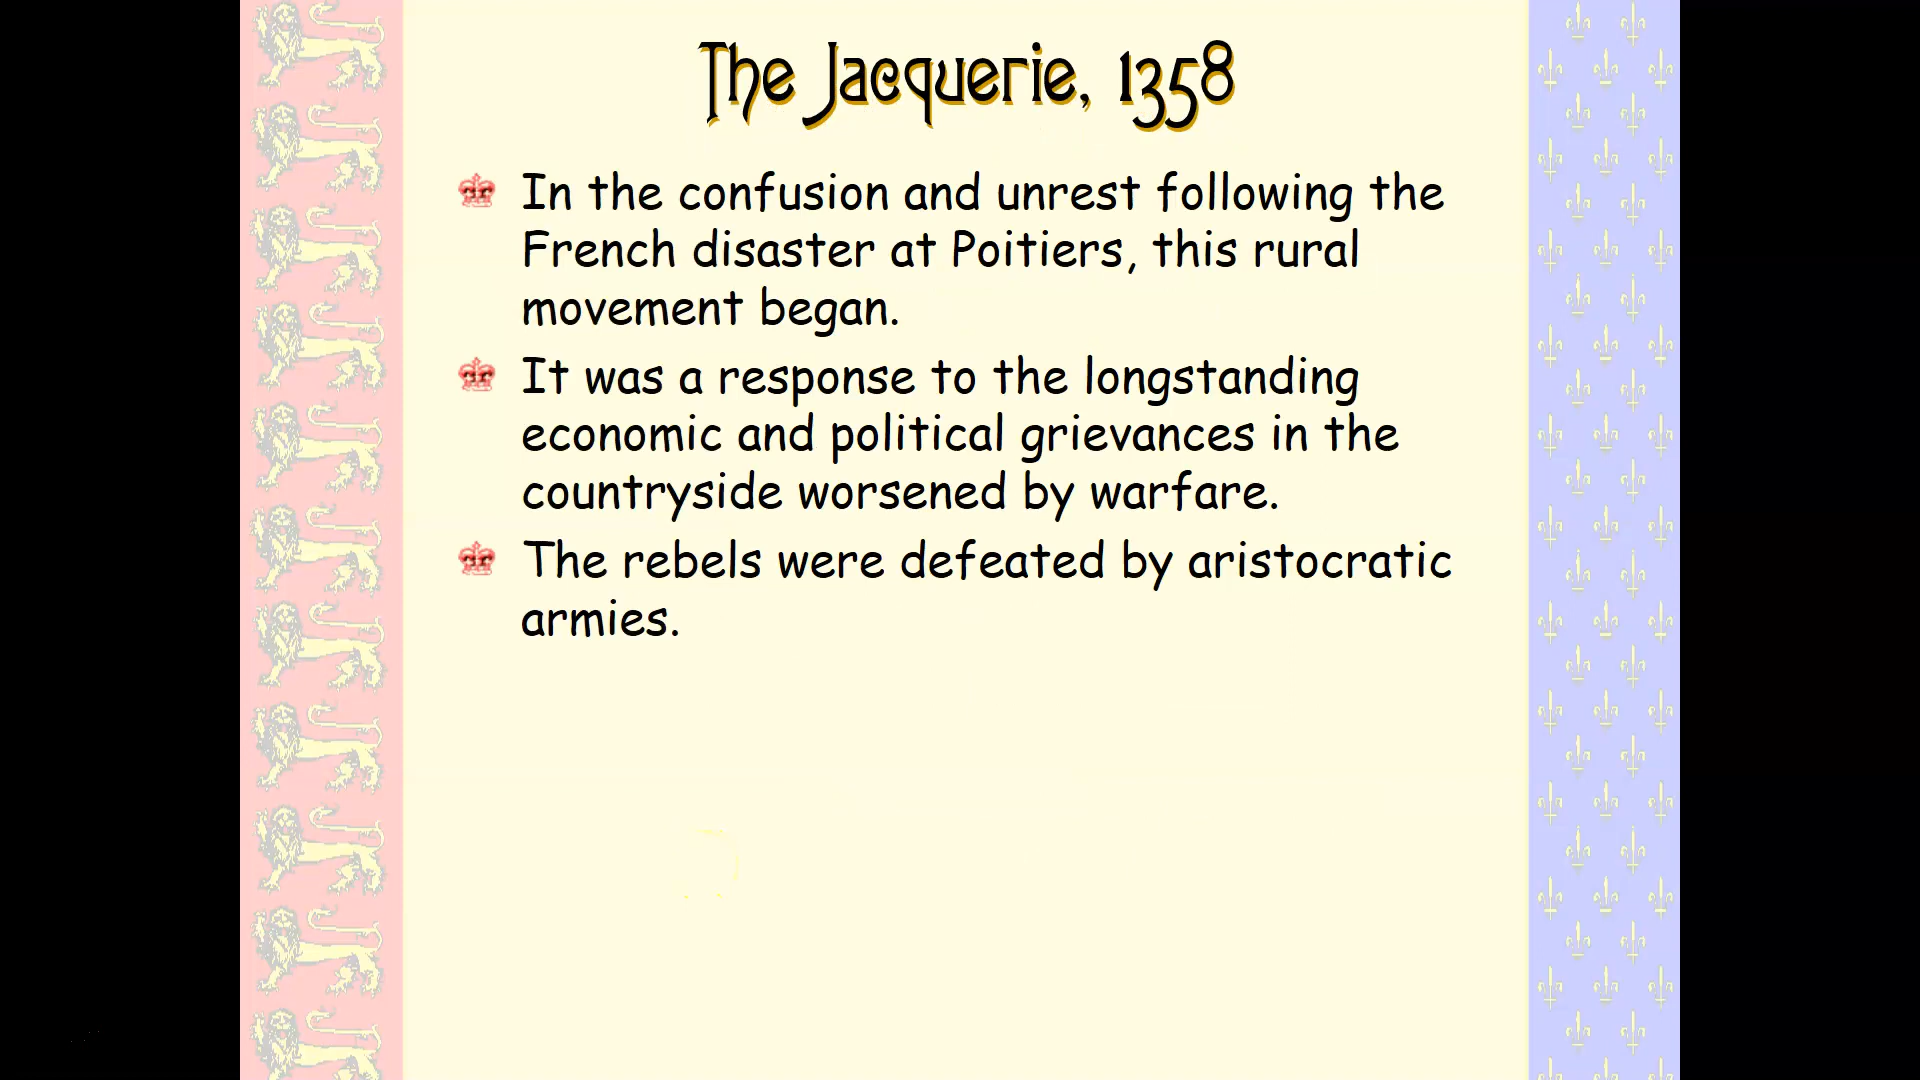 The Jacquerie, 1358
In the confusion and unrest following the
French disaster at Poitiers, this rural
movement began.
It was a response to the longstanding
economic and political grievances in the
countryside worsened by warfare.
The rebels were defeated by aristocratic
armies.